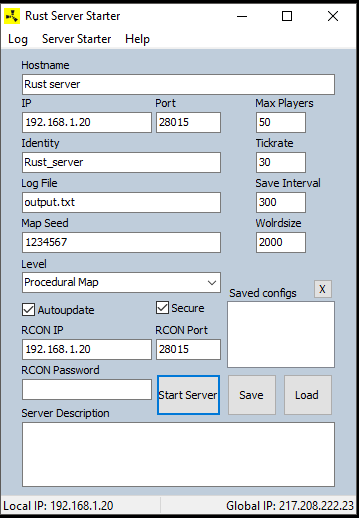 Rust Server Starter
Log Server Starter Help
Hostname
Rust server
IP Port Max Players
192.168.1.20 28015 50
Identity Tickrate
Rust_server 30
Log File Save Interval
output.txt 300
Map Seed Wolrdsize
1234567 2000
Level
Procedural Map
Saved configs X
Autoupdate Secure
RCON IP RCON Port
192.168.1.20 28015
RCON Password
Start Server Save Load
Server Description
Local IP: 192.168.1.20 Global IP: 217.208.222.23